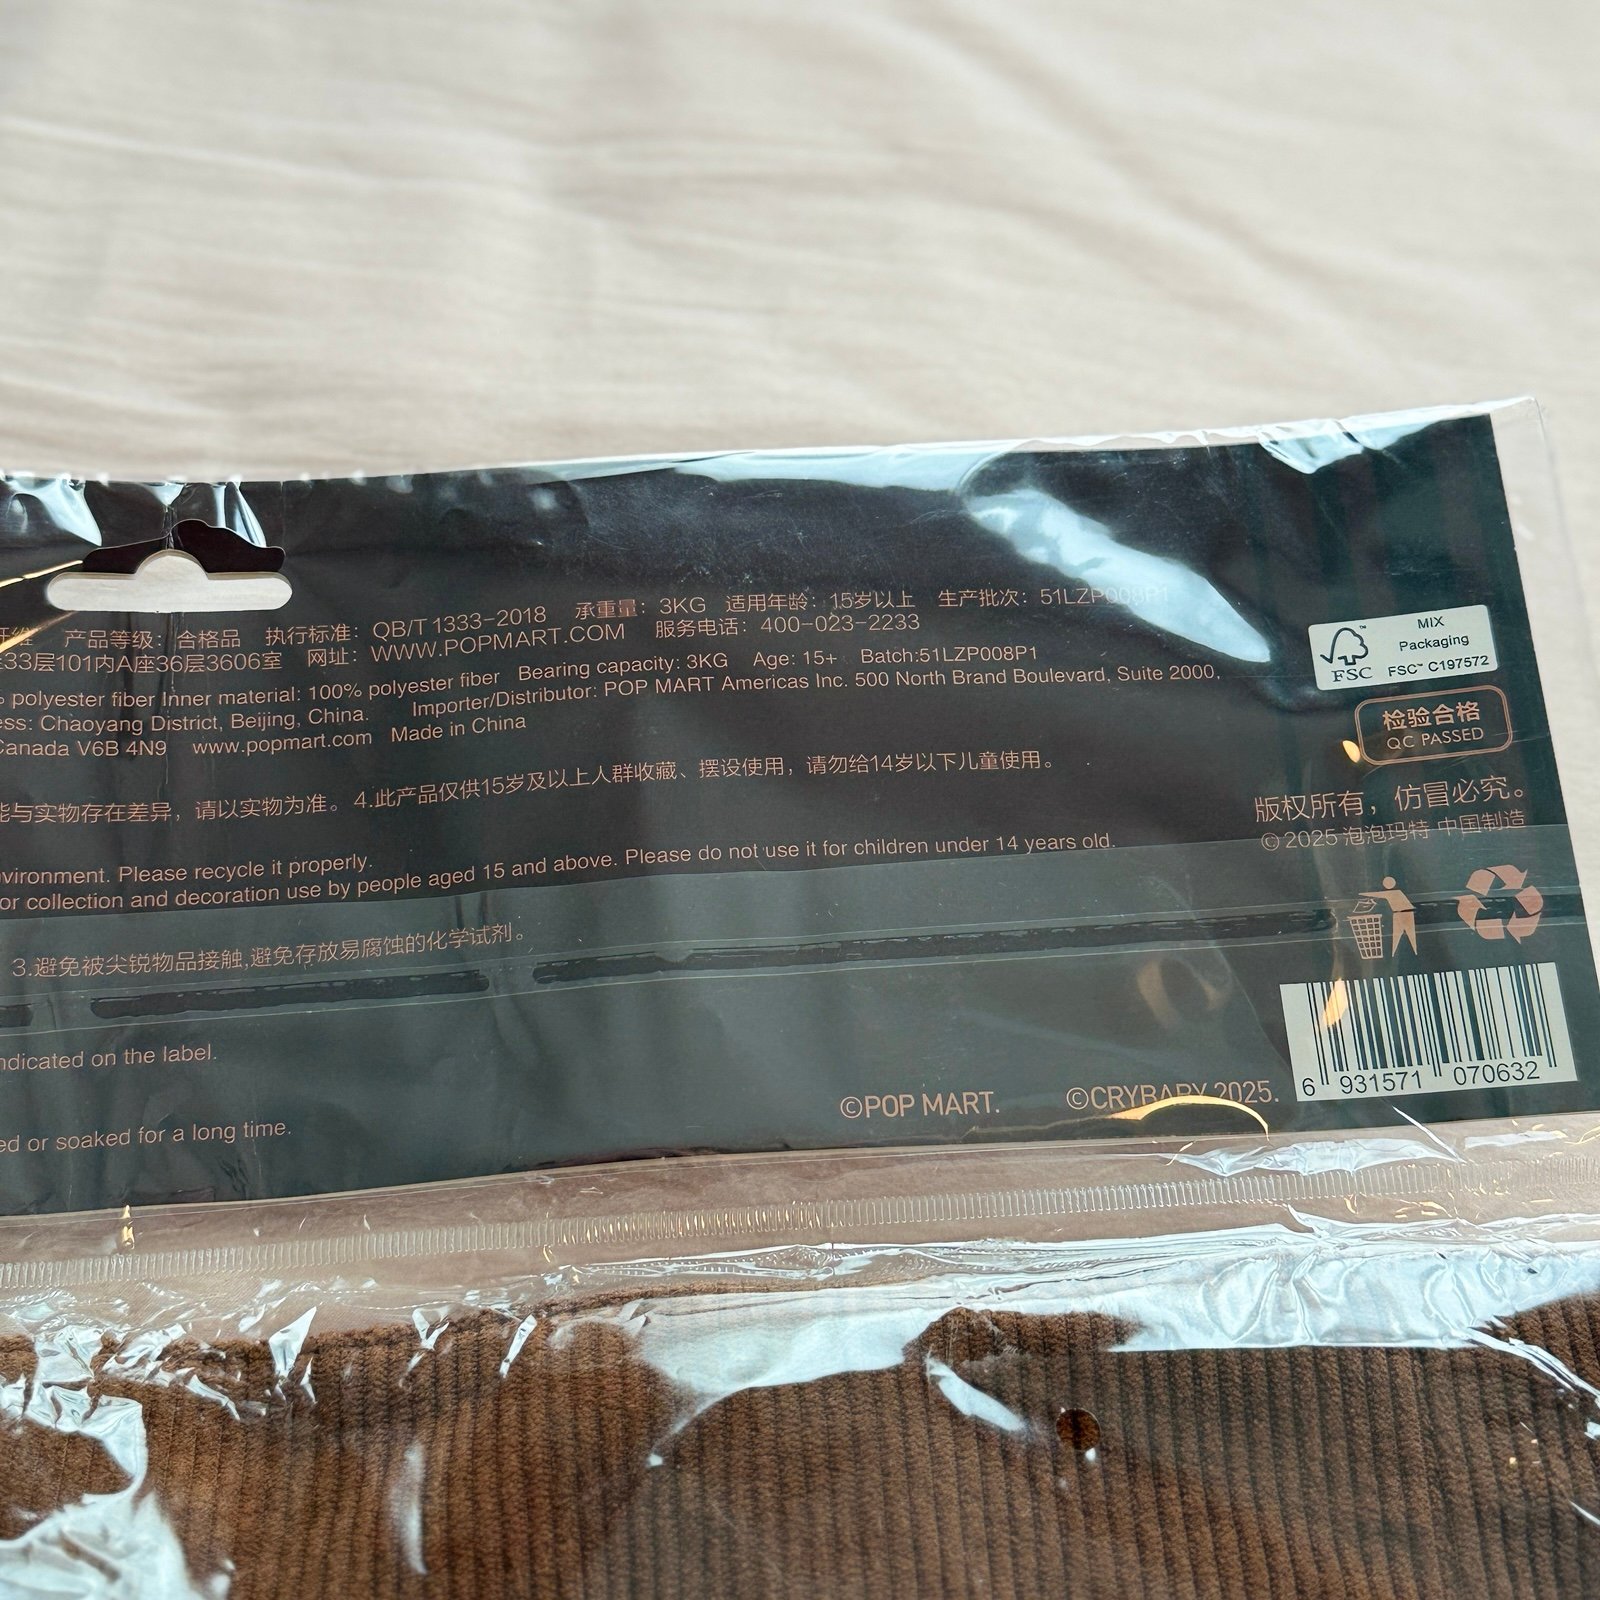 纤维 产品等级：合格品 执行标准：QB/T 1333-2018 承重量：3KG 适用年龄：15岁以上 生产批次：51LZP008P1
33层101内A座36层3606室 网址：WWW.POPMART.COM 服务电话：400-023-2233
% polyester fiber Inner material: 100% polyester fiber Bearing capacity: 3KG Age: 15+ Batch:51LZP008P1
ess: Chaoyang District, Beijing, China. Importer/Distributor: POP MART Americas Inc. 500 North Brand Boulevard, Suite 2000,
Canada V6B 4N9 www.popmart.com Made in China
能与实物存在差异，请以实物为准。4.此产品仅供15岁及以上人群收藏、摆设使用，请勿给14岁以下儿童使用。
nvironment. Please recycle it properly.
or collection and decoration use by people aged 15 and above. Please do not use it for children under 14 years old.
3.避免被尖锐物品接触,避免存放易腐蚀的化学试剂。
ndicated on the label.
ed or soaked for a long time.
©POP MART. ©CRYBABY 2025.
FSC™
MIX
Packaging
FSC™ C197572
检验合格
QC PASSED
版权所有，仿冒必究。
© 2025 泡泡玛特 中国制造
6 931571 070632